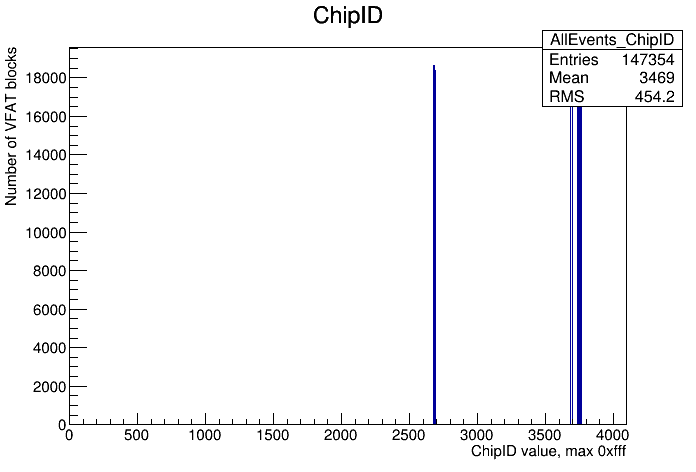 ChipID
AllEvents_ChipID
Entries 147354
Mean 3469
RMS 454.2
Number of VFAT blocks
18000
16000
14000
12000
10000
8000
6000
4000
2000
0
0 500 1000 1500 2000 2500 3000 3500 4000
ChipID value, max 0xfff